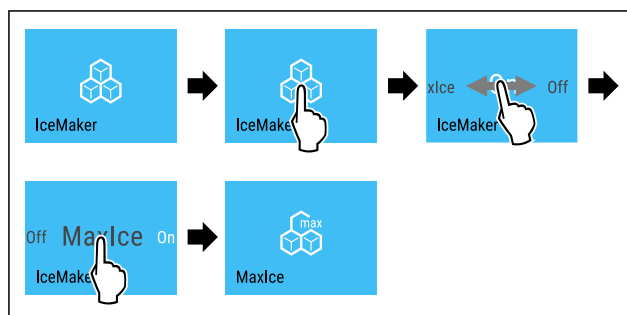 IceMaker
IceMake
xIce Off
IceMaker
Off MaxIce On
IceMake
max
MaxIce